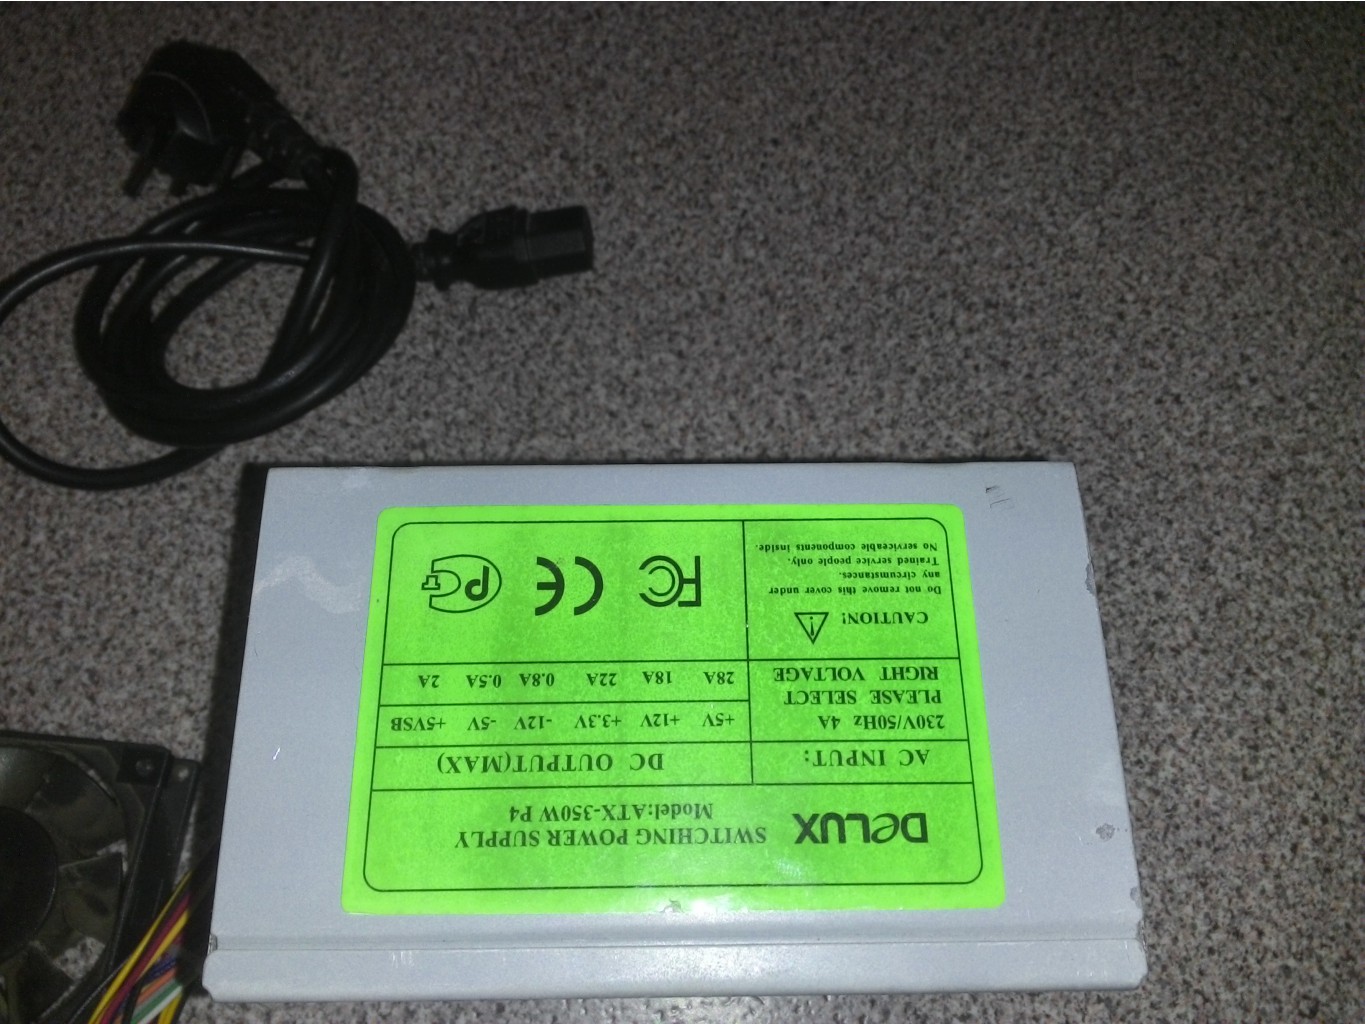 DELUX
SWITCHING POWER SUPPLY
Model:ATX-350W P4
AC INPUT:
230V/50Hz 4A
PLEASE SELECT
RIGHT VOLTAGE
DC OUTPUT(MAX)
+5V +12V +3.3V -12V -5V +5VSB
28A 18A 22A 0.8A 0.5A 2A
CAUTION!
Do not remove this cover under
any circumstances.
Trained service people only.
No serviceable components inside.
FC CE PCT